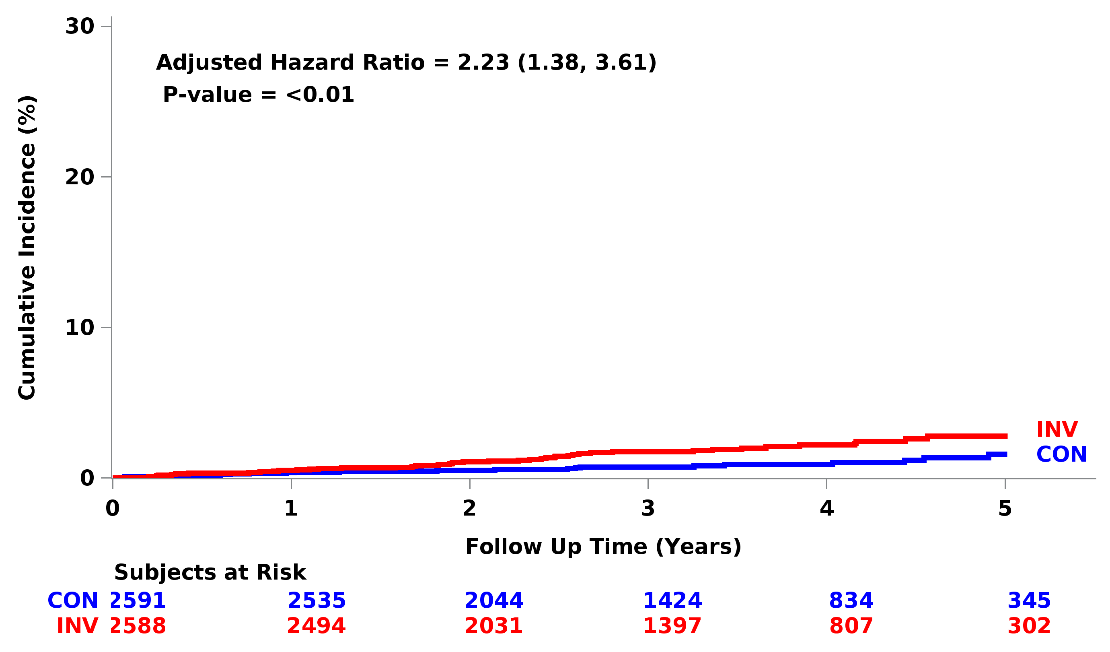 30
Adjusted Hazard Ratio = 2.23 (1.38, 3.61)
P-value = <0.01
20
10
0
Cumulative Incidence (%)
INV
CON
0 1 2 3 4 5
Follow Up Time (Years)
Subjects at Risk
CON 2591 2535 2044 1424 834 345
INV 2588 2494 2031 1397 807 302